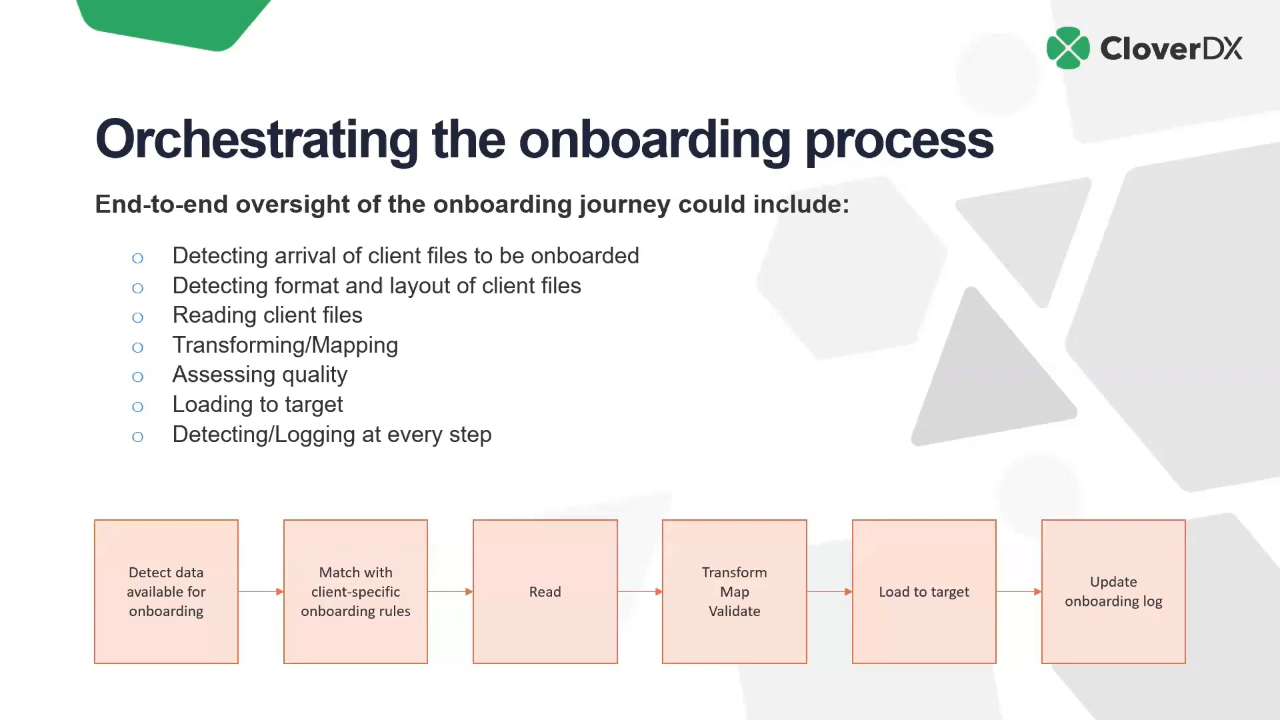 CloverDX
Orchestrating the onboarding process
End-to-end oversight of the onboarding journey could include:
Detecting arrival of client files to be onboarded
Detecting format and layout of client files
Reading client files
Transforming/Mapping
Assessing quality
Loading to target
Detecting/Logging at every step
Detect data
available for
onboarding
Match with
client-specific
onboarding rules
Read
Transform
Map
Validate
Load to target
Update
onboarding log